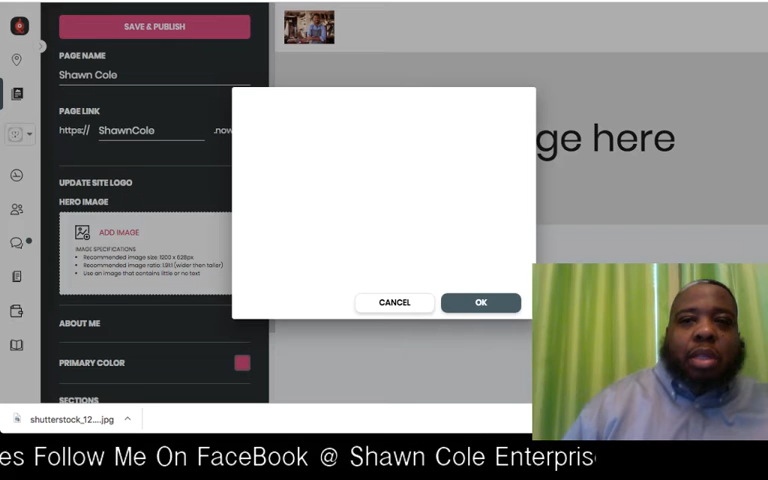 SAVE & PUBLISH
PAGE NAME
Shawn Cole
PAGE LINK
https:// ShawnCole .now
UPDATE SITE LOGO
HERO IMAGE
ADD IMAGE
IMAGE SPECIFICATIONS
• Recommended image size: 1200 x 628px
• Recommended image ratio: 1.91:1 (wider then taller)
• Use an image that contains little or no text
ABOUT ME
PRIMARY COLOR
SECTIONS
ge here
CANCEL
OK
shutterstock_12....jpg
es Follow Me On FaceBook @ Shawn Cole Enterpris